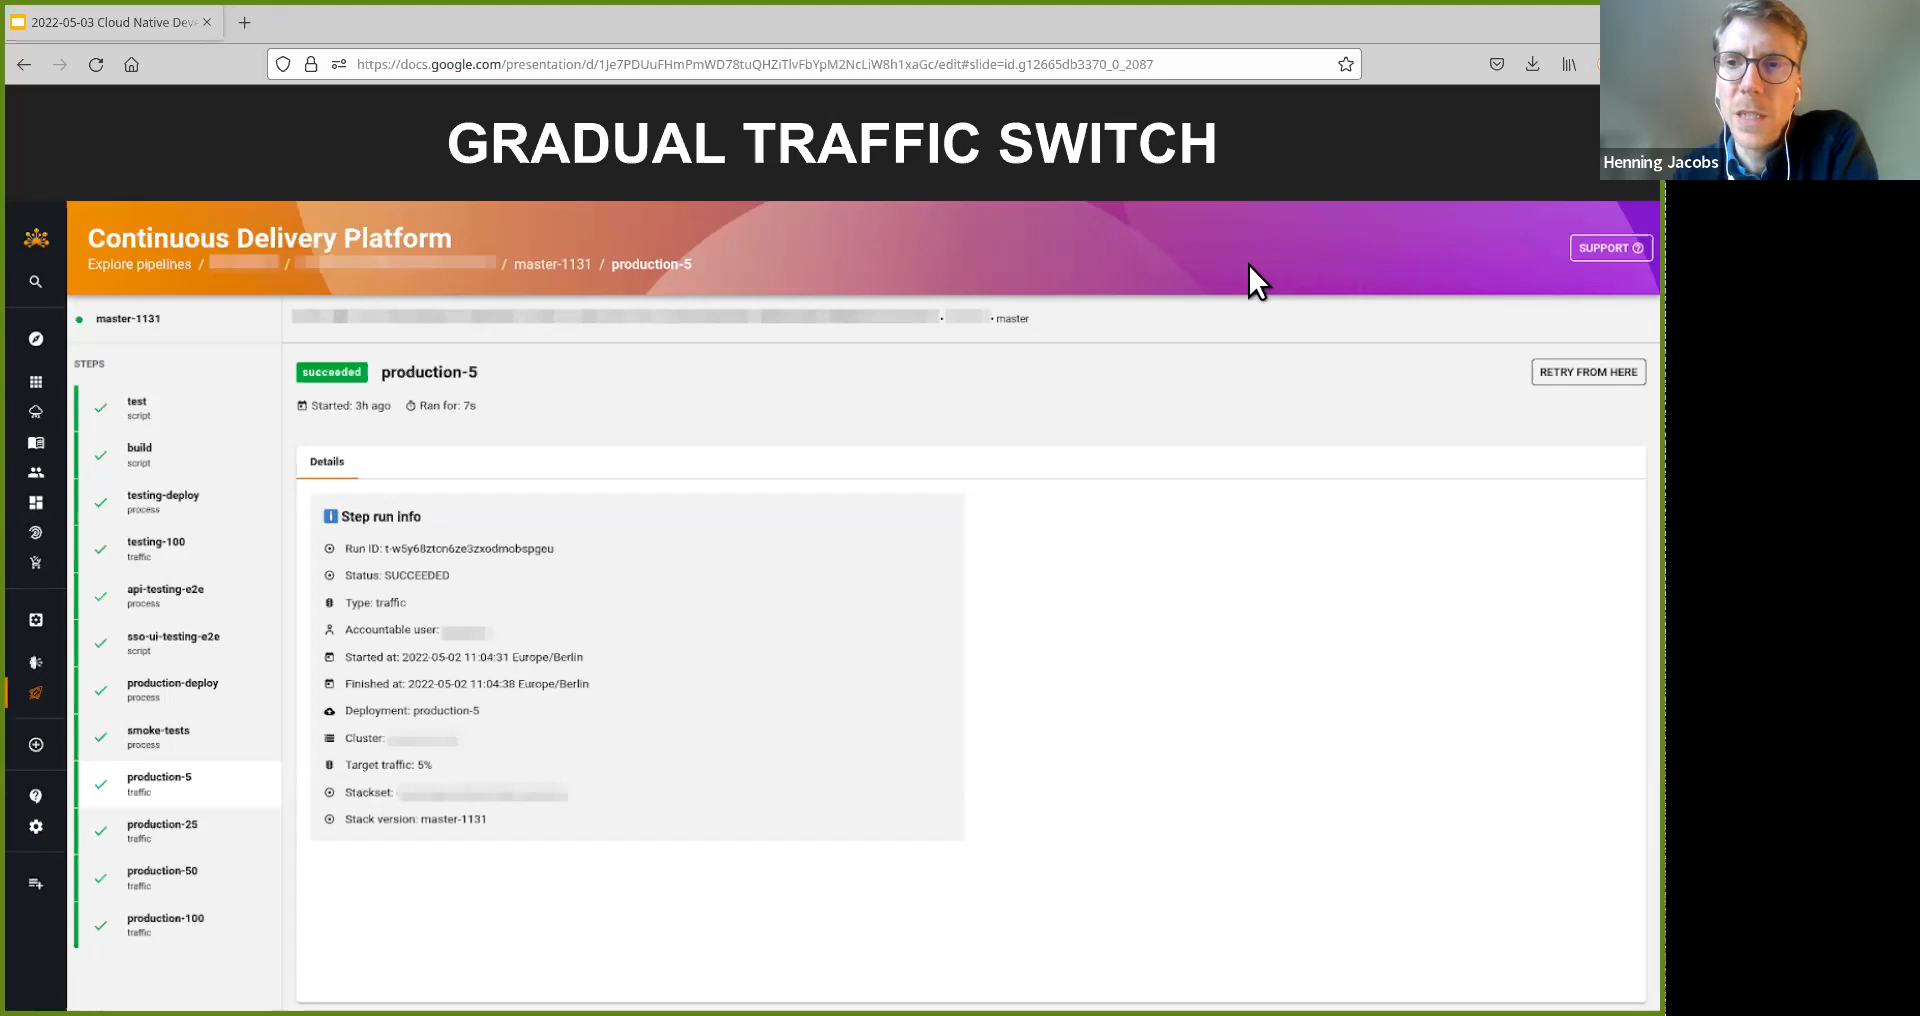 2022-05-03 Cloud Native Deve
https://docs.google.com/presentation/d/1Je7PDUuFHmPmWD78tuQHZiTlvFbYpM2NcLiW8h1xaGc/edit#slide=id.g12665db3370_0_2087
Henning Jacobs
GRADUAL TRAFFIC SWITCH
Continuous Delivery Platform
Explore pipelines / / / master-1131 / production-5
SUPPORT
master-1131
· · master
STEPS
test
script
build
script
testing-deploy
process
testing-100
traffic
api-testing-e2e
process
sso-ui-testing-e2e
script
production-deploy
process
smoke-tests
process
production-5
traffic
production-25
traffic
production-50
traffic
production-100
traffic
succeeded production-5
RETRY FROM HERE
Started: 3h ago Ran for: 7s
Details
Step run info
Run ID: t-w5y68ztcn6ze3zxodmobspgeu
Status: SUCCEEDED
Type: traffic
Accountable user:
Started at: 2022-05-02 11:04:31 Europe/Berlin
Finished at: 2022-05-02 11:04:38 Europe/Berlin
Deployment: production-5
Cluster:
Target traffic: 5%
Stackset:
Stack version: master-1131